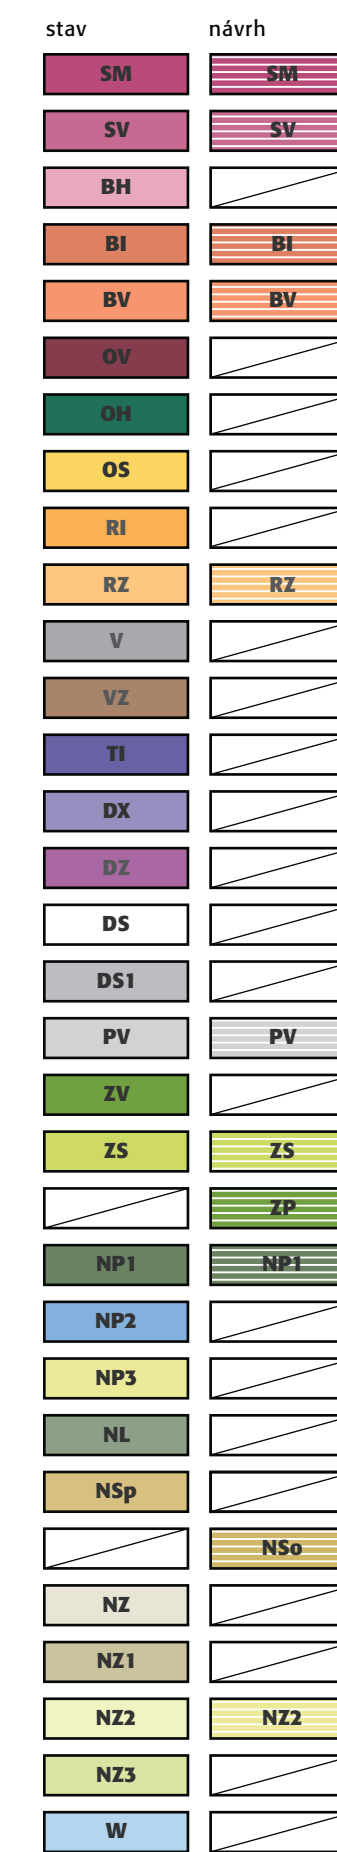 stav návrh
SM SM
SV SV
BH
BI BI
BV BV
OV
OH
OS
RI
RZ RZ
V
VZ
TI
DX
DZ
DS
DS1
PV PV
ZV
ZS ZS
ZP
NP1 NP1
NP2
NP3
NL
NSp
NSo
NZ
NZ1
NZ2 NZ2
NZ3
W